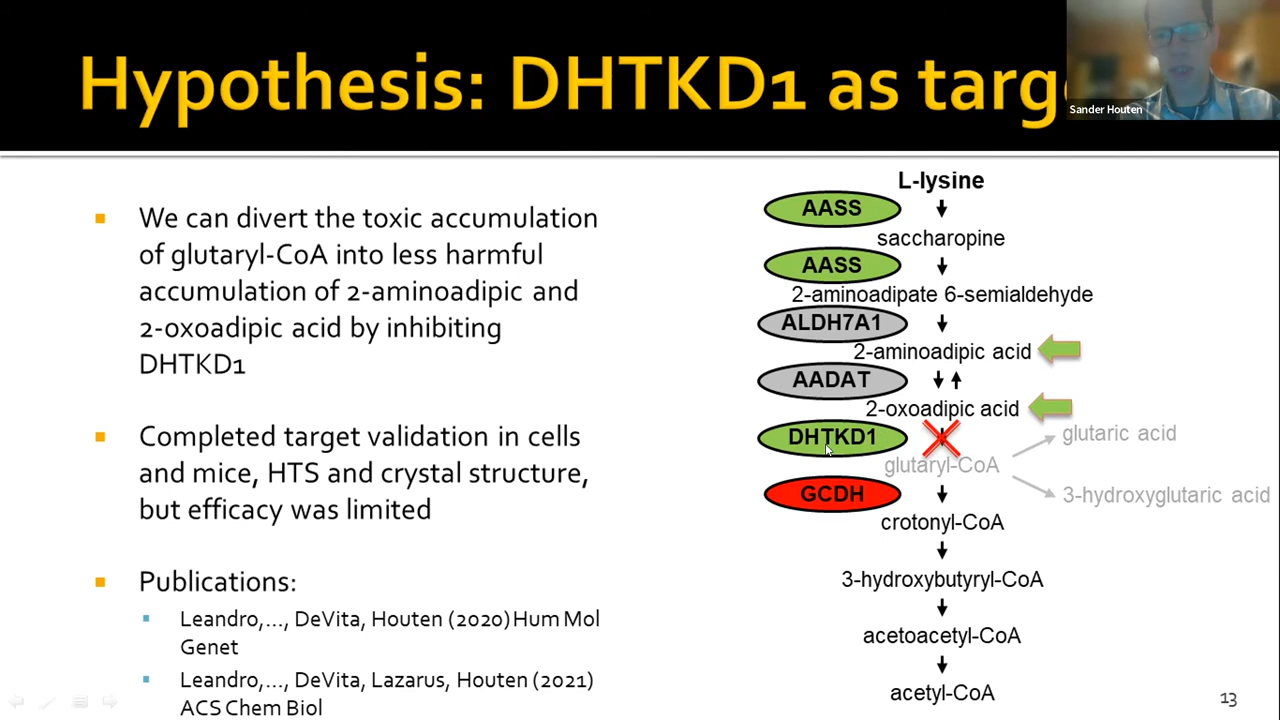 Hypothesis: DHTKD1 as targ
Sander Houten
We can divert the toxic accumulation
of glutaryl-CoA into less harmful
accumulation of 2-aminoadipic and
2-oxoadipic acid by inhibiting
DHTKD1
Completed target validation in cells
and mice, HTS and crystal structure,
but efficacy was limited
Publications:
Leandro,..., DeVita, Houten (2020) Hum Mol
Genet
Leandro,..., DeVita, Lazarus, Houten (2021)
ACS Chem Biol
L-lysine
AASS
saccharopine
AASS
2-aminoadipate 6-semialdehyde
ALDH7A1
2-aminoadipic acid
AADAT
2-oxoadipic acid
DHTKD1
glutaric acid
glutaryl-CoA
GCDH
3-hydroxyglutaric acid
crotonyl-CoA
3-hydroxybutyryl-CoA
acetoacetyl-CoA
acetyl-CoA
13